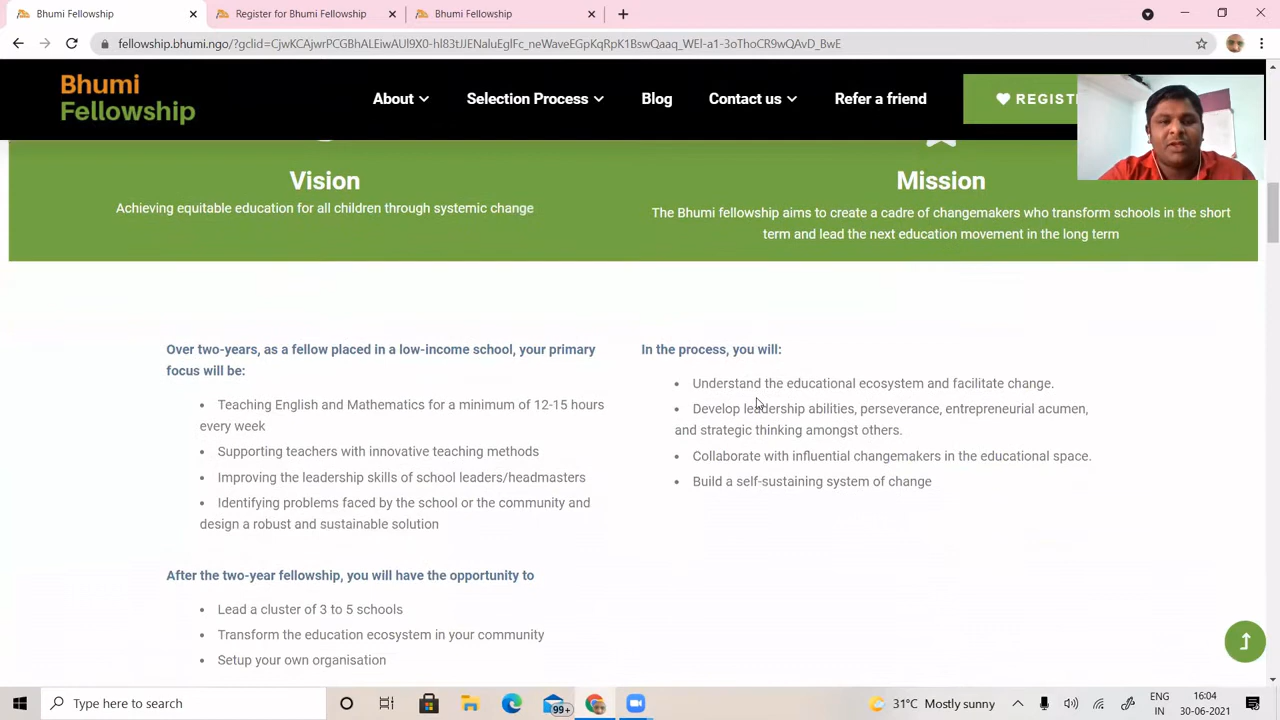 Bhumi Fellowship
Register for Bhumi Fellowship
Bhumi Fellowship
Bhumi
Fellowship
About
Selection Process
Blog
Contact us
Refer a friend
Vision
Achieving equitable education for all children through systemic change
Mission
The Bhumi fellowship aims to create a cadre of changemakers who transform schools in the short
term and lead the next education movement in the long term
Over two-years, as a fellow placed in a low-income school, your primary
focus will be:
• Teaching English and Mathematics for a minimum of 12-15 hours
every week
• Supporting teachers with innovative teaching methods
• Improving the leadership skills of school leaders/headmasters
• Identifying problems faced by the school or the community and
design a robust and sustainable solution
After the two-year fellowship, you will have the opportunity to
• Lead a cluster of 3 to 5 schools
• Transform the education ecosystem in your community
• Setup your own organisation
In the process, you will:
• Understand the educational ecosystem and facilitate change.
• Develop leadership abilities, perseverance, entrepreneurial acumen,
and strategic thinking amongst others.
• Collaborate with influential changemakers in the educational space.
• Build a self-sustaining system of change
Type here to search
99+
31°C Mostly sunny
ENG
IN
16:04
30-06-2021